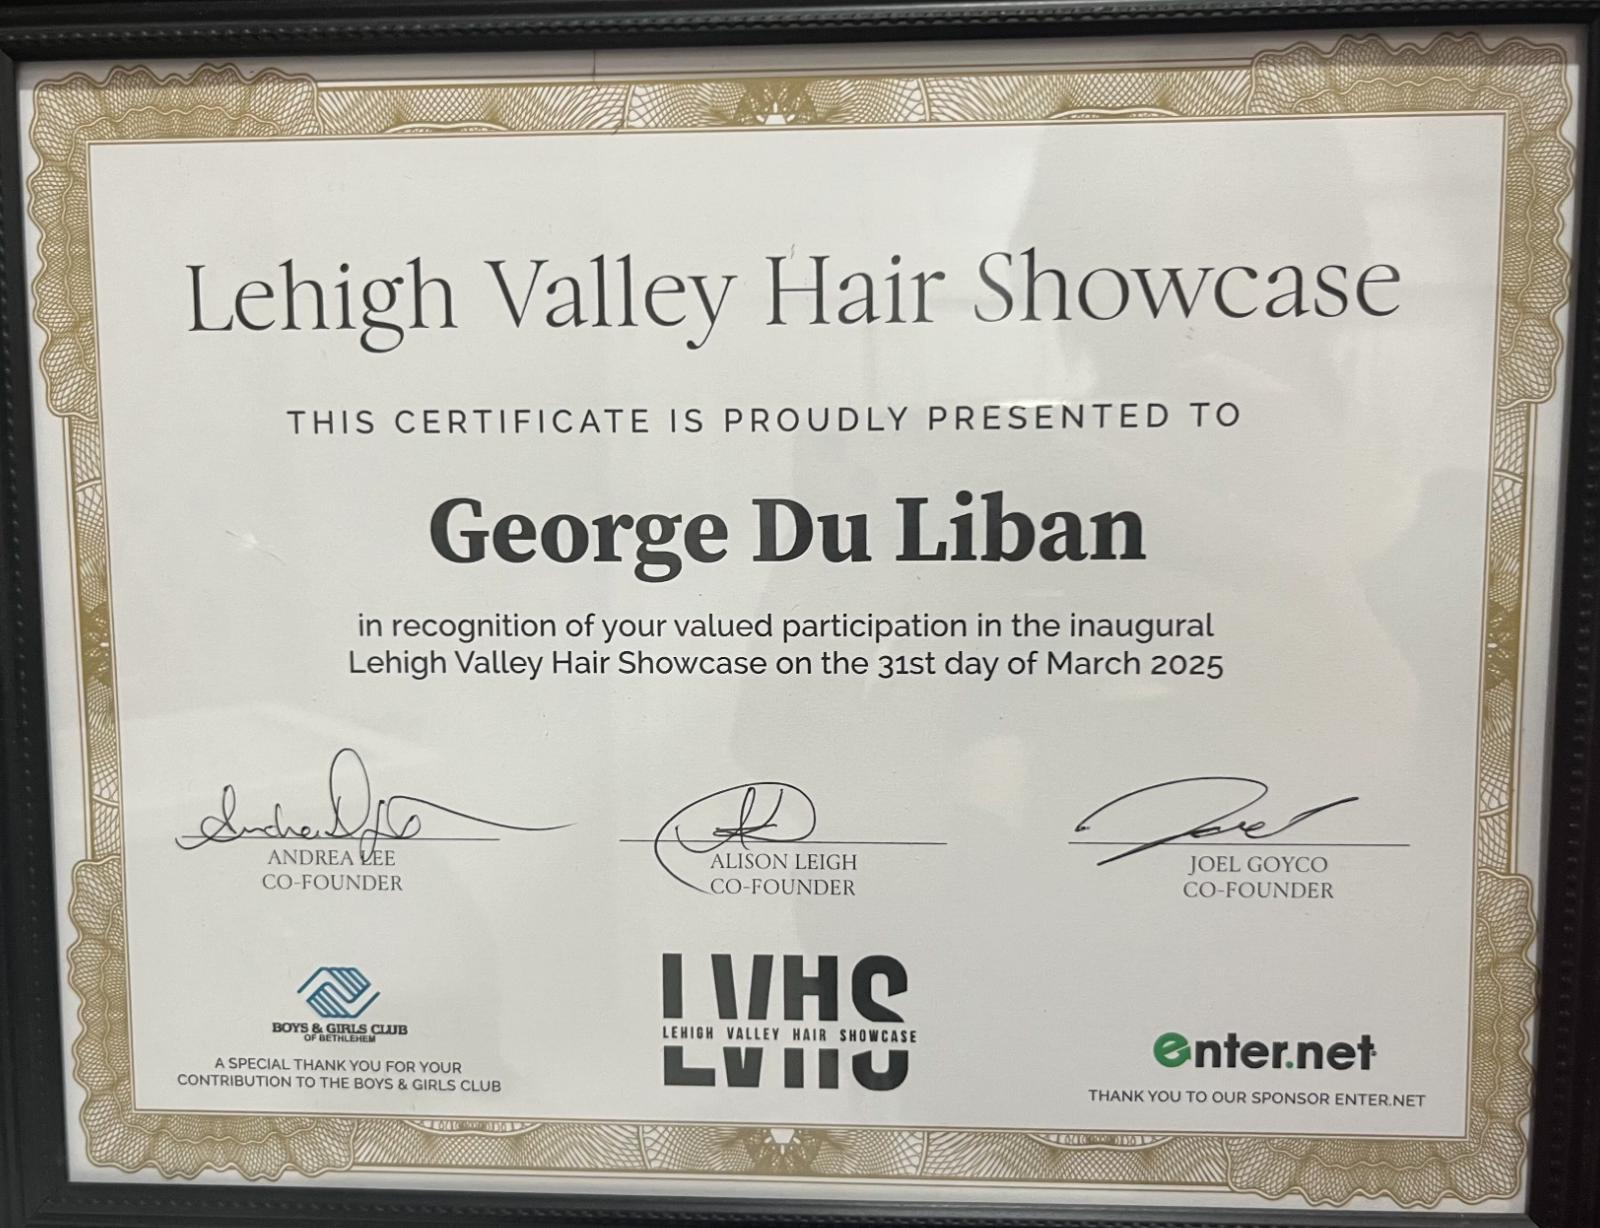 Lehigh Valley Hair Showcase
THIS CERTIFICATE IS PROUDLY PRESENTED TO
George Du Liban
in recognition of your valued participation in the inaugural
Lehigh Valley Hair Showcase on the 31st day of March 2025
ANDREA LEE
CO-FOUNDER
ALISON LEIGH
CO-FOUNDER
JOEL GOYCO
CO-FOUNDER
BOYS & GIRLS CLUB
OF BETHLEHEM
A SPECIAL THANK YOU FOR YOUR
CONTRIBUTION TO THE BOYS & GIRLS CLUB
LVHS
LEHIGH VALLEY HAIR SHOWCASE
enter.net
THANK YOU TO OUR SPONSOR ENTER.NET